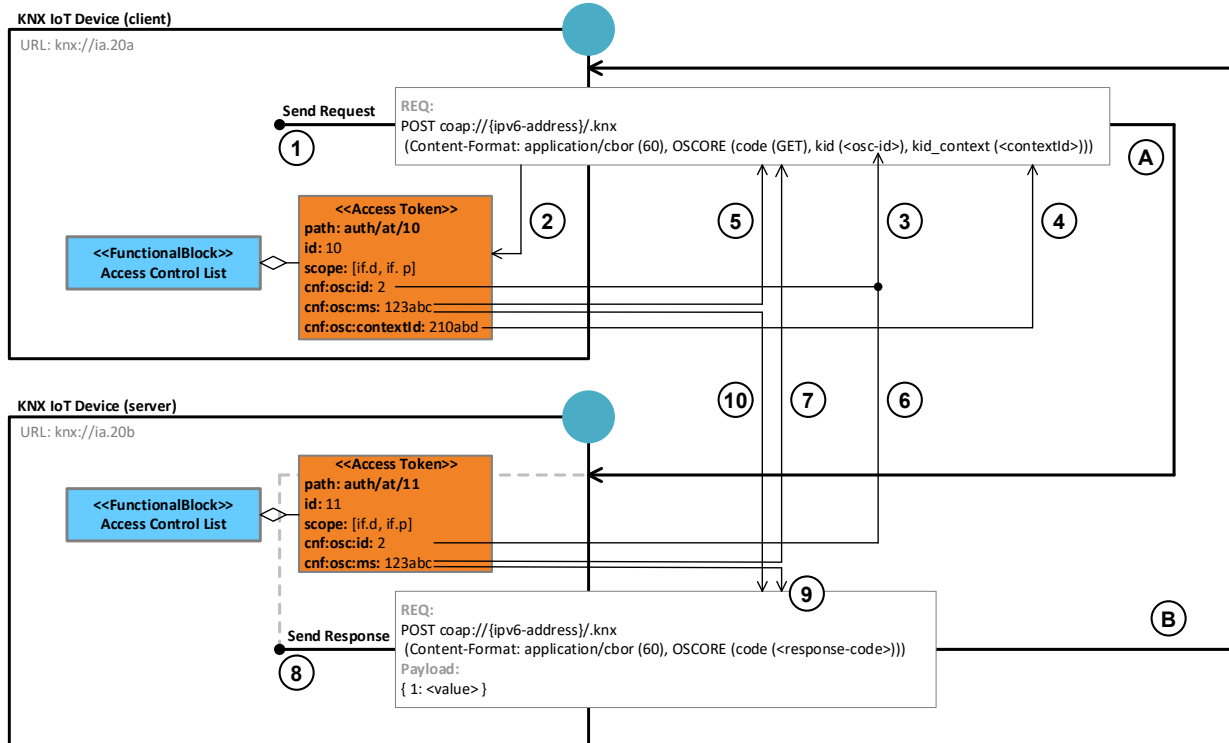 KNX IoT Device (client)
URL: knx://ia.20a
Send Request
1
REQ:
POST coap://{ipv6-address}/.knx
(Content-Format: application/cbor (60), OSCORE (code (GET), kid (<osc-id>), kid_context (<contextId>)))
A
2
5
3
4
<<Access Token>>
path: auth/at/10
id: 10
scope: [if.d, if. p]
cnf:osc:id: 2
cnf:osc:ms: 123abc
cnf:osc:contextId: 210abd
<<FunctionalBlock>>
Access Control List
10
7
6
KNX IoT Device (server)
URL: knx://ia.20b
<<Access Token>>
path: auth/at/11
id: 11
scope: [if.d, if.p]
cnf:osc:id: 2
cnf:osc:ms: 123abc
<<FunctionalBlock>>
Access Control List
9
Send Response
8
REQ:
POST coap://{ipv6-address}/.knx
(Content-Format: application/cbor (60), OSCORE (code (<response-code>)))
Payload:
{ 1: <value> }
B